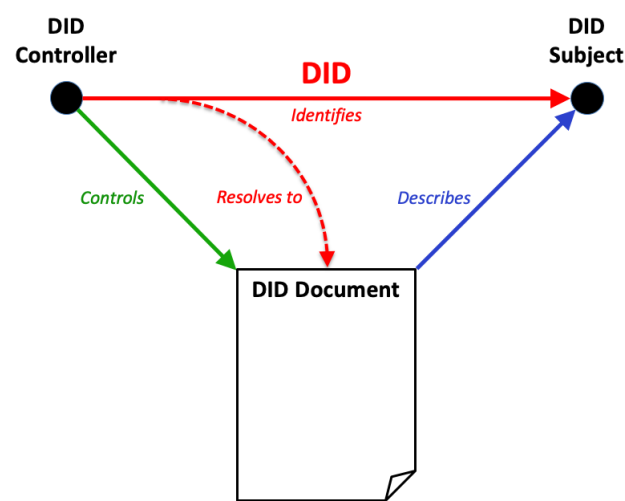 DID
Controller
DID
Subject
DID
Identifies
Controls
Resolves to
Describes
DID Document